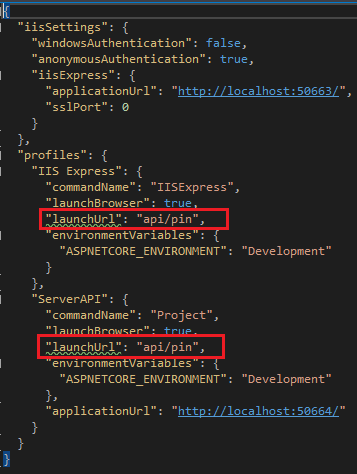 {
"iisSettings": {
"windowsAuthentication": false,
"anonymousAuthentication": true,
"iisExpress": {
"applicationUrl": "http://localhost:50663/",
"sslPort": 0
}
},
"profiles": {
"IIS Express": {
"commandName": "IISExpress",
"launchBrowser": true,
"launchUrl": "api/pin",
"environmentVariables": {
"ASPNETCORE_ENVIRONMENT": "Development"
}
},
"ServerAPI": {
"commandName": "Project",
"launchBrowser": true,
"launchUrl": "api/pin",
"environmentVariables": {
"ASPNETCORE_ENVIRONMENT": "Development"
},
"applicationUrl": "http://localhost:50664/"
}
}
}